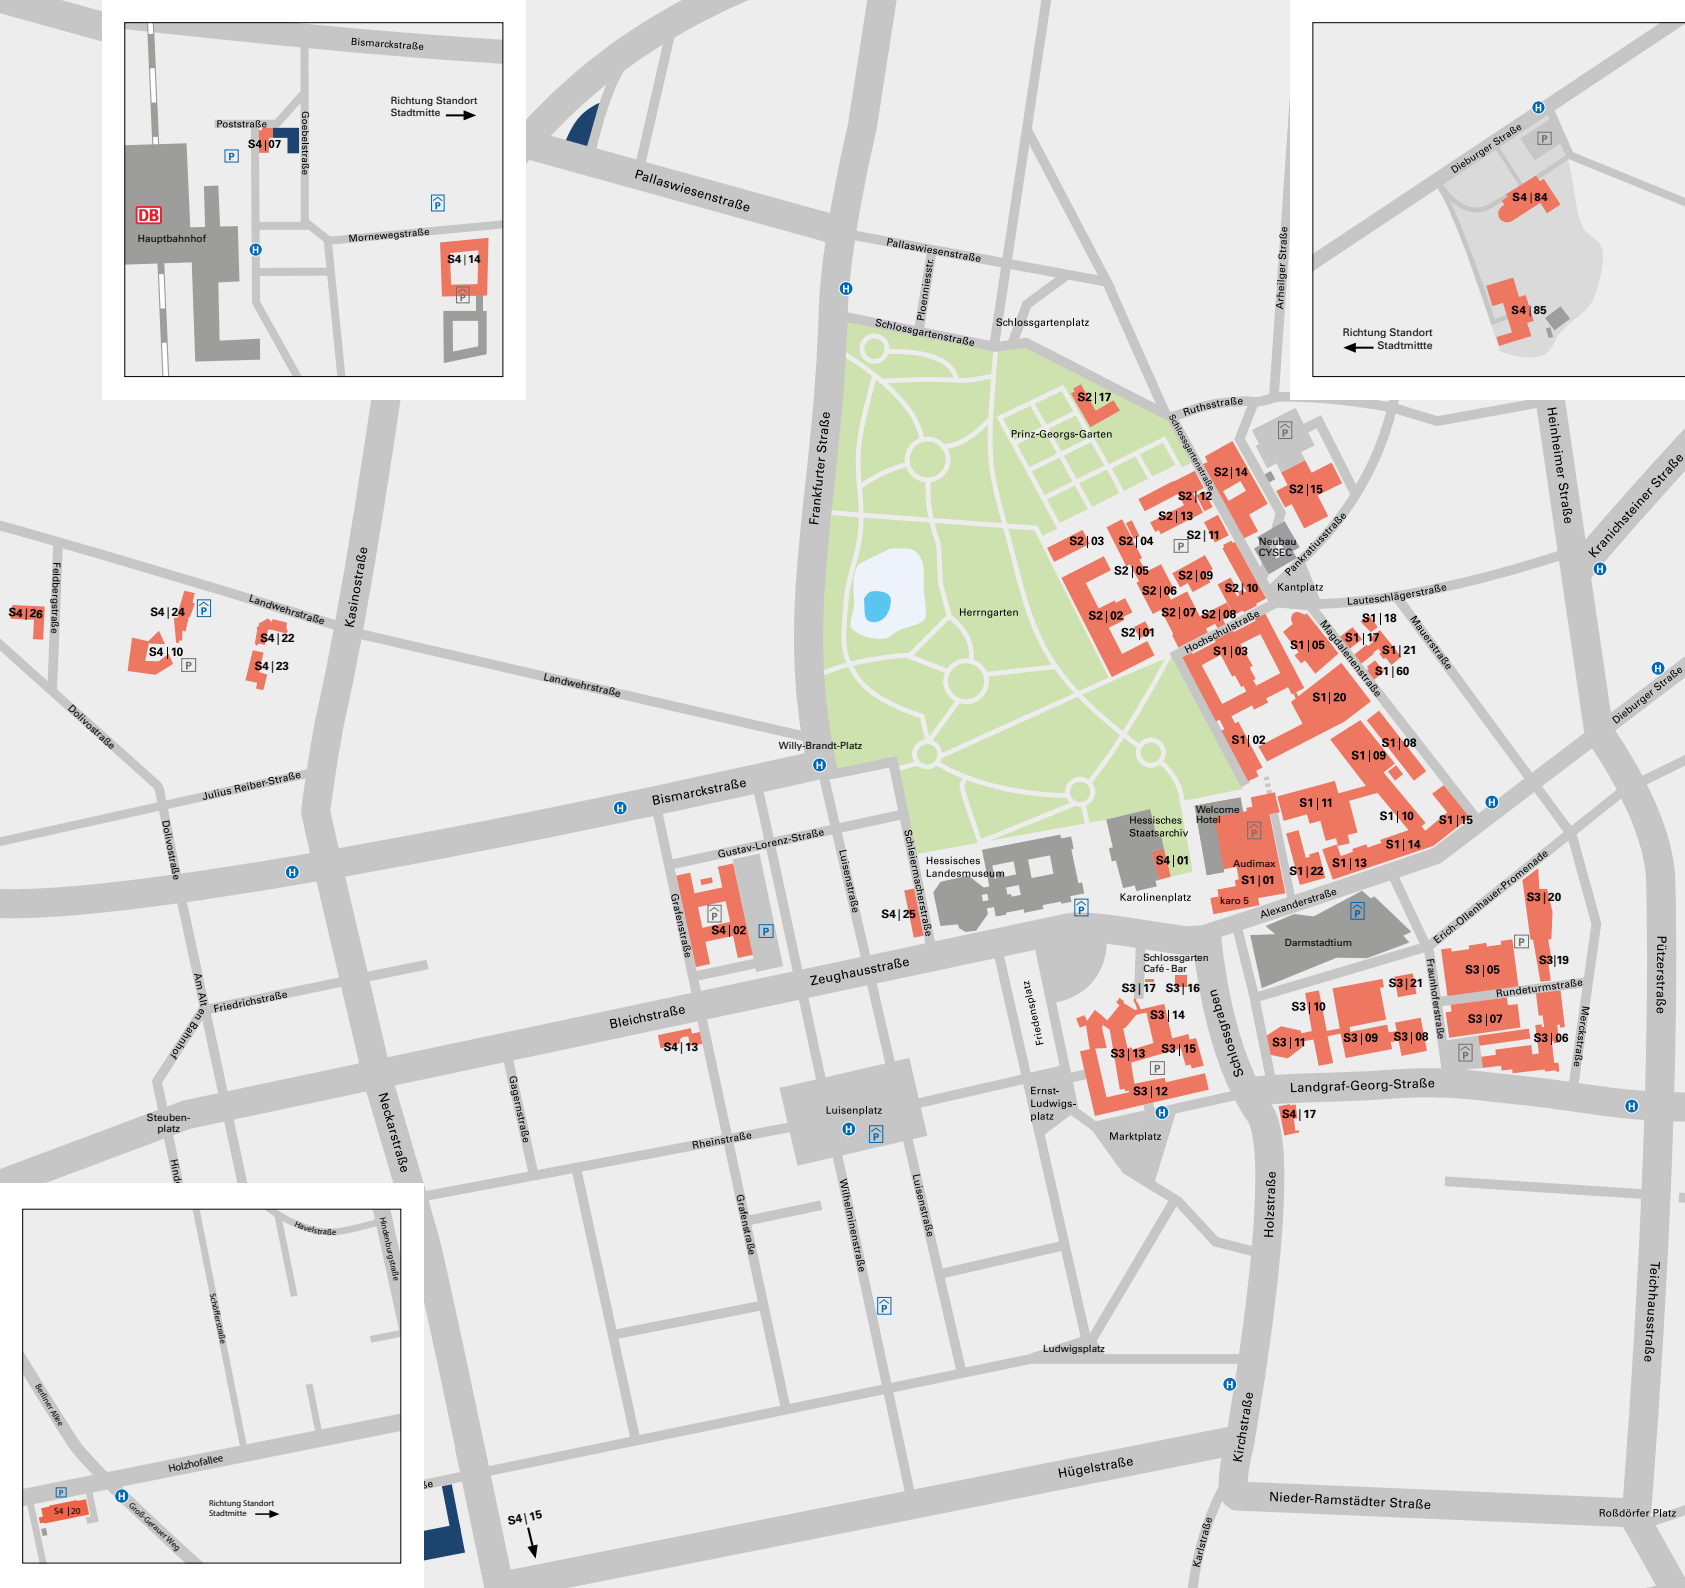 Bismarckstraße
Richtung Standort
Stadtmitte
Poststraße
Goebelstraße
S4|07
P
P
DB
Hauptbahnhof
H
Mornewegstraße
S4|14
P
H
Dieburger Straße
P
S4|84
S4|85
Richtung Standort
Stadtmittte
Pallaswiesenstraße
Pallaswiesenstraße
Ploenniesstr.
H
Schlossgartenstraße
Schlossgartenplatz
Arheilger Straße
Frankfurter Straße
S2|17
Prinz-Georgs-Garten
Ruthsstraße
Schlossgartenstraße
P
Heinheimer Straße
Kranichsteiner Straße
H
S2|14
S2|15
S2|12
S2|13
S2|11
P
S2|03
S2|04
Neubau
CYSEC
Pankratiusstraße
S2|05
S2|09
S2|06
S2|10
Kantplatz
S2|02
S2|07
S2|08
S2|01
Hochschulstraße
Herrngarten
Lauteschlägerstraße
Mauerstraße
Magdalenenstraße
S1|18
S1|17
S1|21
S1|60
S1|05
S1|03
S1|20
S1|02
S1|08
S1|09
H
Dieburger Straße
Kasinostraße
Feldbergstraße
S4|26
S4|24
P
Landwehrstraße
S4|22
S4|10
P
S4|23
Landwehrstraße
Dolivostraße
Julius Reiber-Straße
Dolivostraße
Willy-Brandt-Platz
H
H
Bismarckstraße
H
Gustav-Lorenz-Straße
Luisenstraße
Schleiermacherstraße
Grafenstraße
P
S4|02
P
S4|25
Hessisches
Landesmuseum
Hessisches
Staatsarchiv
S4|01
Karolinenplatz
P
Welcome
Hotel
P
Audimax
S1|01
karo 5
S1|11
S1|10
S1|15
H
S1|14
S1|13
S1|22
Alexanderstraße
P
Darmstadtium
Erich-Ollenhauer-Promenade
S3|20
P
S3|19
S3|05
Rundeturmstraße
S3|07
S3|06
P
Fraunhoferstraße
Merckstraße
Pützerstraße
S3|21
S3|10
S3|11
S3|09
S3|08
Zeughausstraße
Bleichstraße
Am Alten Bahnhof
Friedrichstraße
Steuben-
platz
Hinde
Neckarstraße
S4|13
Gagernstraße
Friedensplatz
Schlossgarten
Café - Bar
S3|17
S3|16
S3|14
S3|13
S3|15
P
S3|12
Schlossgraben
Luisenplatz
H
P
Ernst-
Ludwigs-
platz
H
Marktplatz
Landgraf-Georg-Straße
S4|17
H
Rheinstraße
Grafenstraße
Wilhelminenstraße
Luisenstraße
Holzstraße
P
Ludwigsplatz
H
Kirchstraße
Teichhausstraße
Hügelstraße
Nieder-Ramstädter Straße
Roßdörfer Platz
Karlstraße
ße
S4|15
Havelstraße
Hindenburgstraße
Schöfferstraße
Berliner Allee
Holzhofallee
P
S4|20
H
Groß-Gerauer Weg
Richtung Standort
Stadtmitte